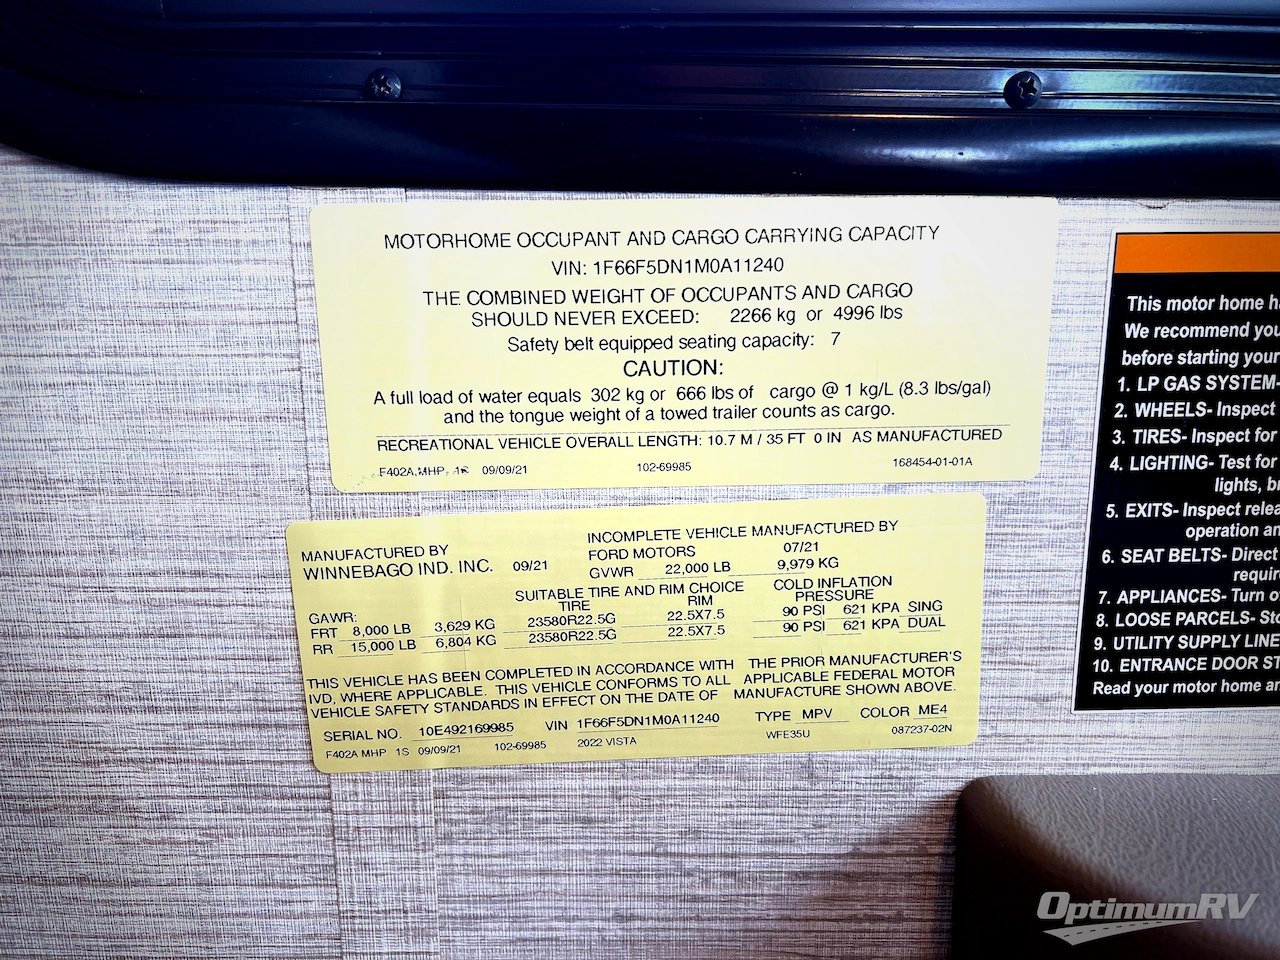 MOTORHOME OCCUPANT AND CARGO CARRYING CAPACITY
VIN: 1F66F5DN1M0A11240
THE COMBINED WEIGHT OF OCCUPANTS AND CARGO
SHOULD NEVER EXCEED: 2266 kg or 4996 lbs
Safety belt equipped seating capacity: 7
CAUTION:
A full load of water equals 302 kg or 666 lbs of cargo @ 1 kg/L (8.3 lbs/gal)
and the tongue weight of a towed trailer counts as cargo.
RECREATIONAL VEHICLE OVERALL LENGTH: 10.7 M / 35 FT 0 IN AS MANUFACTURED
F402A MHP 1S 09/09/21 102-69985 168454-01-01A
MANUFACTURED BY
WINNEBAGO IND. INC. 09/21
INCOMPLETE VEHICLE MANUFACTURED BY
FORD MOTORS 07/21
GVWR 22,000 LB 9,979 KG
SUITABLE TIRE AND RIM CHOICE COLD INFLATION
GAWR: TIRE RIM PRESSURE
FRT 8,000 LB 3,629 KG 23580R22.5G 22.5X7.5 90 PSI 621 KPA SING
RR 15,000 LB 6,804 KG 23580R22.5G 22.5X7.5 90 PSI 621 KPA DUAL
THIS VEHICLE HAS BEEN COMPLETED IN ACCORDANCE WITH THE PRIOR MANUFACTURER'S
IVD, WHERE APPLICABLE. THIS VEHICLE CONFORMS TO ALL APPLICABLE FEDERAL MOTOR
VEHICLE SAFETY STANDARDS IN EFFECT ON THE DATE OF MANUFACTURE SHOWN ABOVE.
SERIAL NO. 10E492169985 VIN 1F66F5DN1M0A11240 TYPE MPV COLOR ME4
F402A MHP 1S 09/09/21 102-69985 2022 VISTA WFE35U 087237-02N
This motor home
We recommend you
before starting your
1. LP GAS SYSTEM-
2. WHEELS- Inspect
3. TIRES- Inspect for
4. LIGHTING- Test for
lights,
5. EXITS- Inspect
operation
6. SEAT BELTS- Direct
7. APPLIANCES- Turn
8. LOOSE PARCELS-
9. UTILITY SUPPLY
10. ENTRANCE DOOR
Read your motor home
OptimumRV